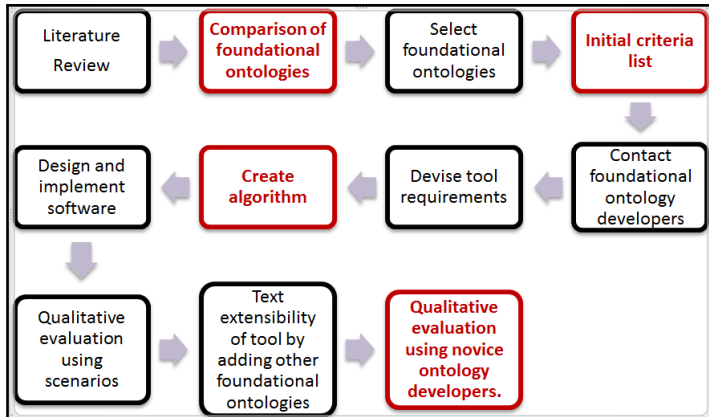 Literature
Review
Comparison of
foundational
ontologies
Select
foundational
ontologies
Initial criteria
list
Contact
foundational
ontology
developers
Devise tool
requirements
Create
algorithm
Design and
implement
software
Qualitative
evaluation
using
scenarios
Text
extensibility
of tool by
adding other
foundational
ontologies
Qualitative
evaluation
using novice
ontology
developers.